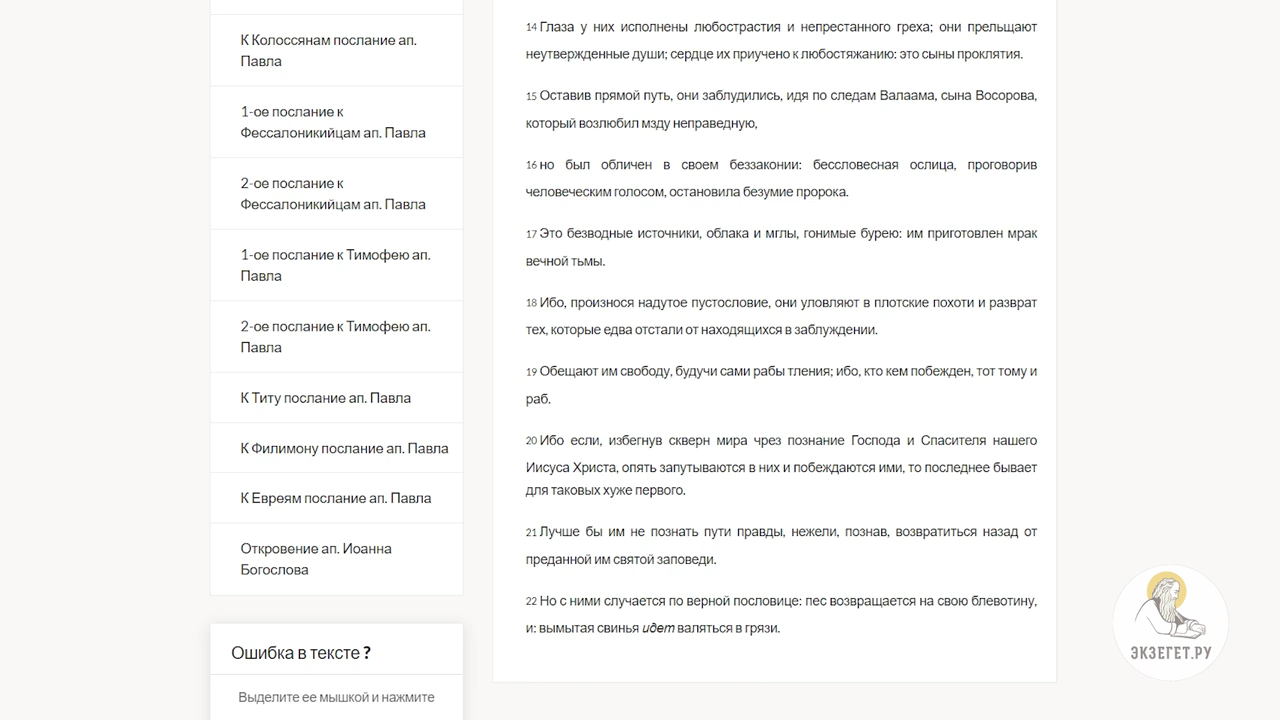 К Колоссянам послание ап.
Павла
1-ое послание к
Фессалоникийцам ап. Павла
2-ое послание к
Фессалоникийцам ап. Павла
1-ое послание к Тимофею ап.
Павла
2-ое послание к Тимофею ап.
Павла
К Титу послание ап. Павла
К Филимону послание ап. Павла
К Евреям послание ап. Павла
Откровение ап. Иоанна
Богослова
Ошибка в тексте ?
Выделите ее мышкой и нажмите
14 Глаза у них исполнены любострастия и непрестанного греха; они прельщают
неутвержденные души; сердце их приучено к любостяжанию: это сыны проклятия.
15 Оставив прямой путь, они заблудились, идя по следам Валаама, сына Восорова,
который возлюбил мзду неправедную,
16 но был обличен в своем беззаконии: бессловесная ослица, проговорив
человеческим голосом, остановила безумие пророка.
17 Это безводные источники, облака и мглы, гонимые бурею: им приготовлен мрак
вечной тьмы.
18 Ибо, произнося надутое пустословие, они уловляют в плотские похоти и разврат
тех, которые едва отстали от находящихся в заблуждении.
19 Обещают им свободу, будучи сами рабы тления; ибо, кто кем побежден, тот тому и
раб.
20 Ибо если, избегнув скверн мира чрез познание Господа и Спасителя нашего
Иисуса Христа, опять запутываются в них и побеждаются ими, то последнее бывает
для таковых хуже первого.
21 Лучше бы им не познать пути правды, нежели, познав, возвратиться назад от
преданной им святой заповеди.
22 Но с ними случается по верной пословице: пес возвращается на свою блевотину,
и: вымытая свинья идет валяться в грязи.
ЭКЗЕГЕТ.РУ